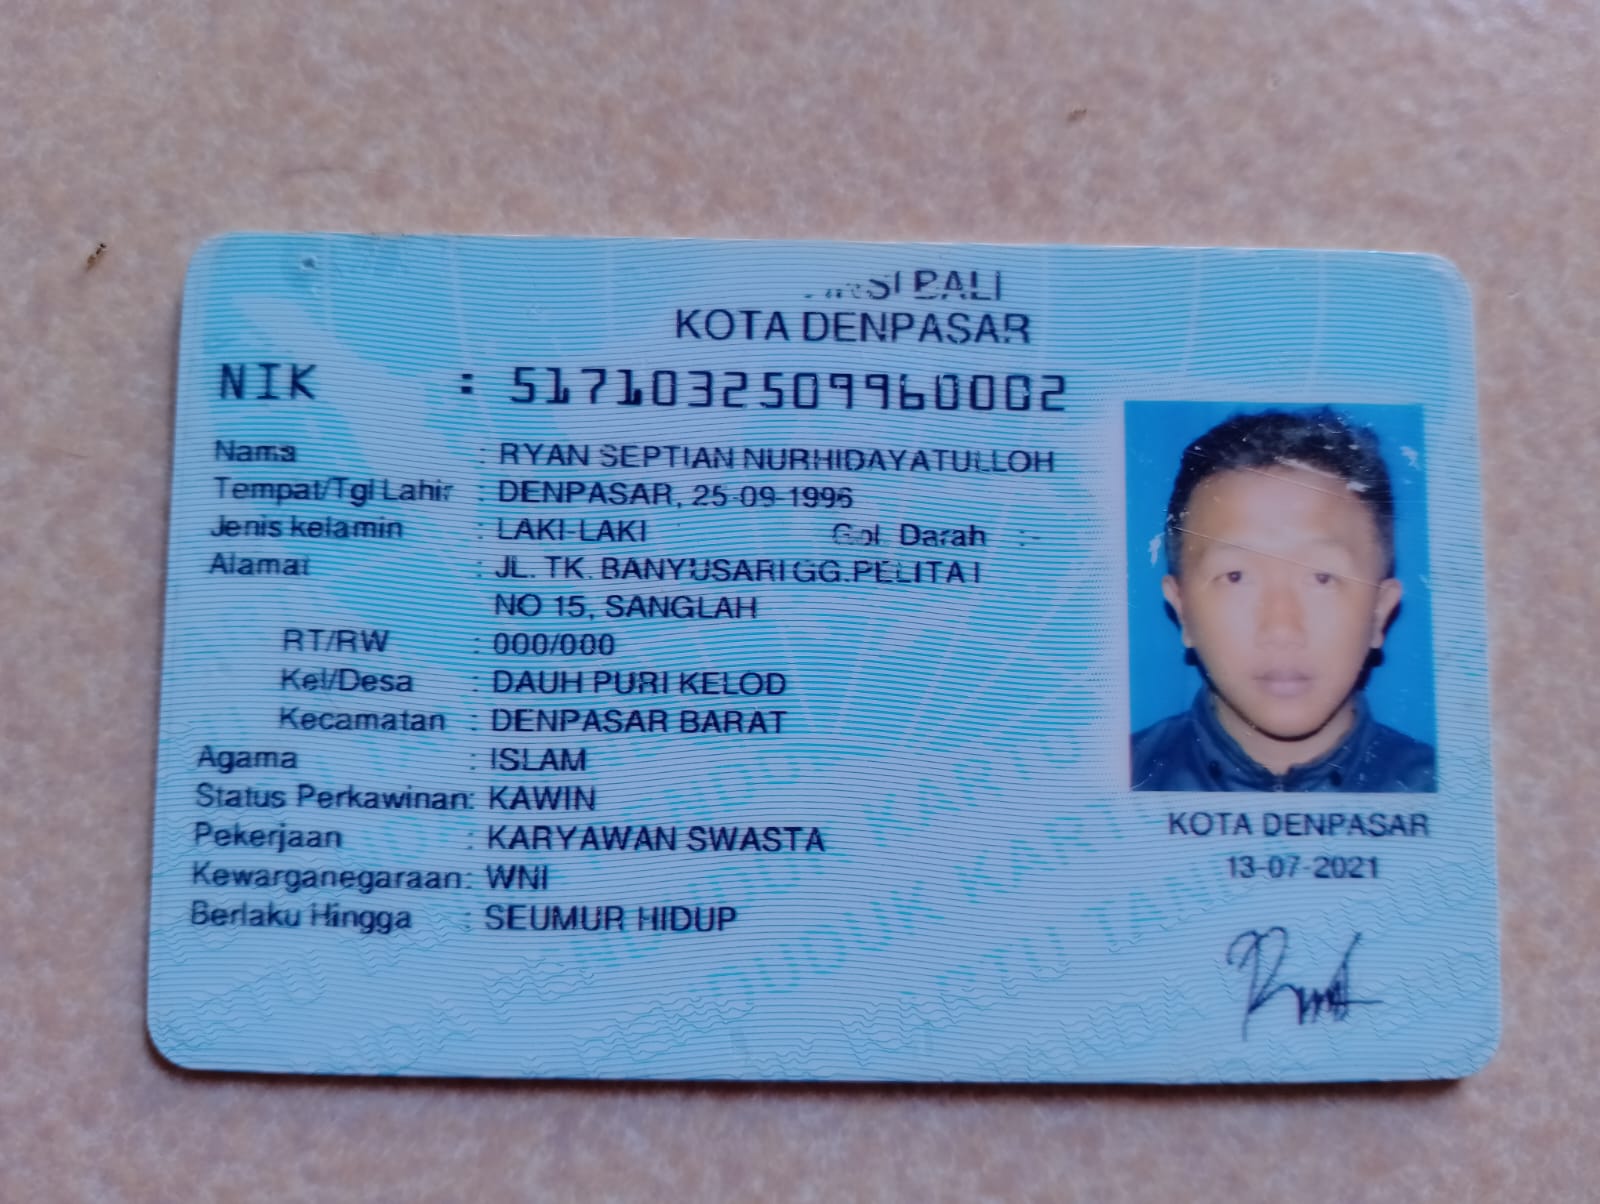 BALI
KOTA DENPASAR
NIK : 5171032509960002
Nama : RYAN SEPTIAN NURHIDAYATULLOH
Tempat/Tgl Lahir : DENPASAR, 25-09-1996
Jenis kelamin : LAKI-LAKI Gol. Darah : -
Alamat : JL. TK. BANYUSARI GG.PELITA I
NO 15, SANGLAH
RT/RW : 000/000
Kel/Desa : DAUH PURI KELOD
Kecamatan : DENPASAR BARAT
Agama : ISLAM
Status Perkawinan: KAWIN
Pekerjaan : KARYAWAN SWASTA
Kewarganegaraan: WNI
Berlaku Hingga : SEUMUR HIDUP
KOTA DENPASAR
13-07-2021